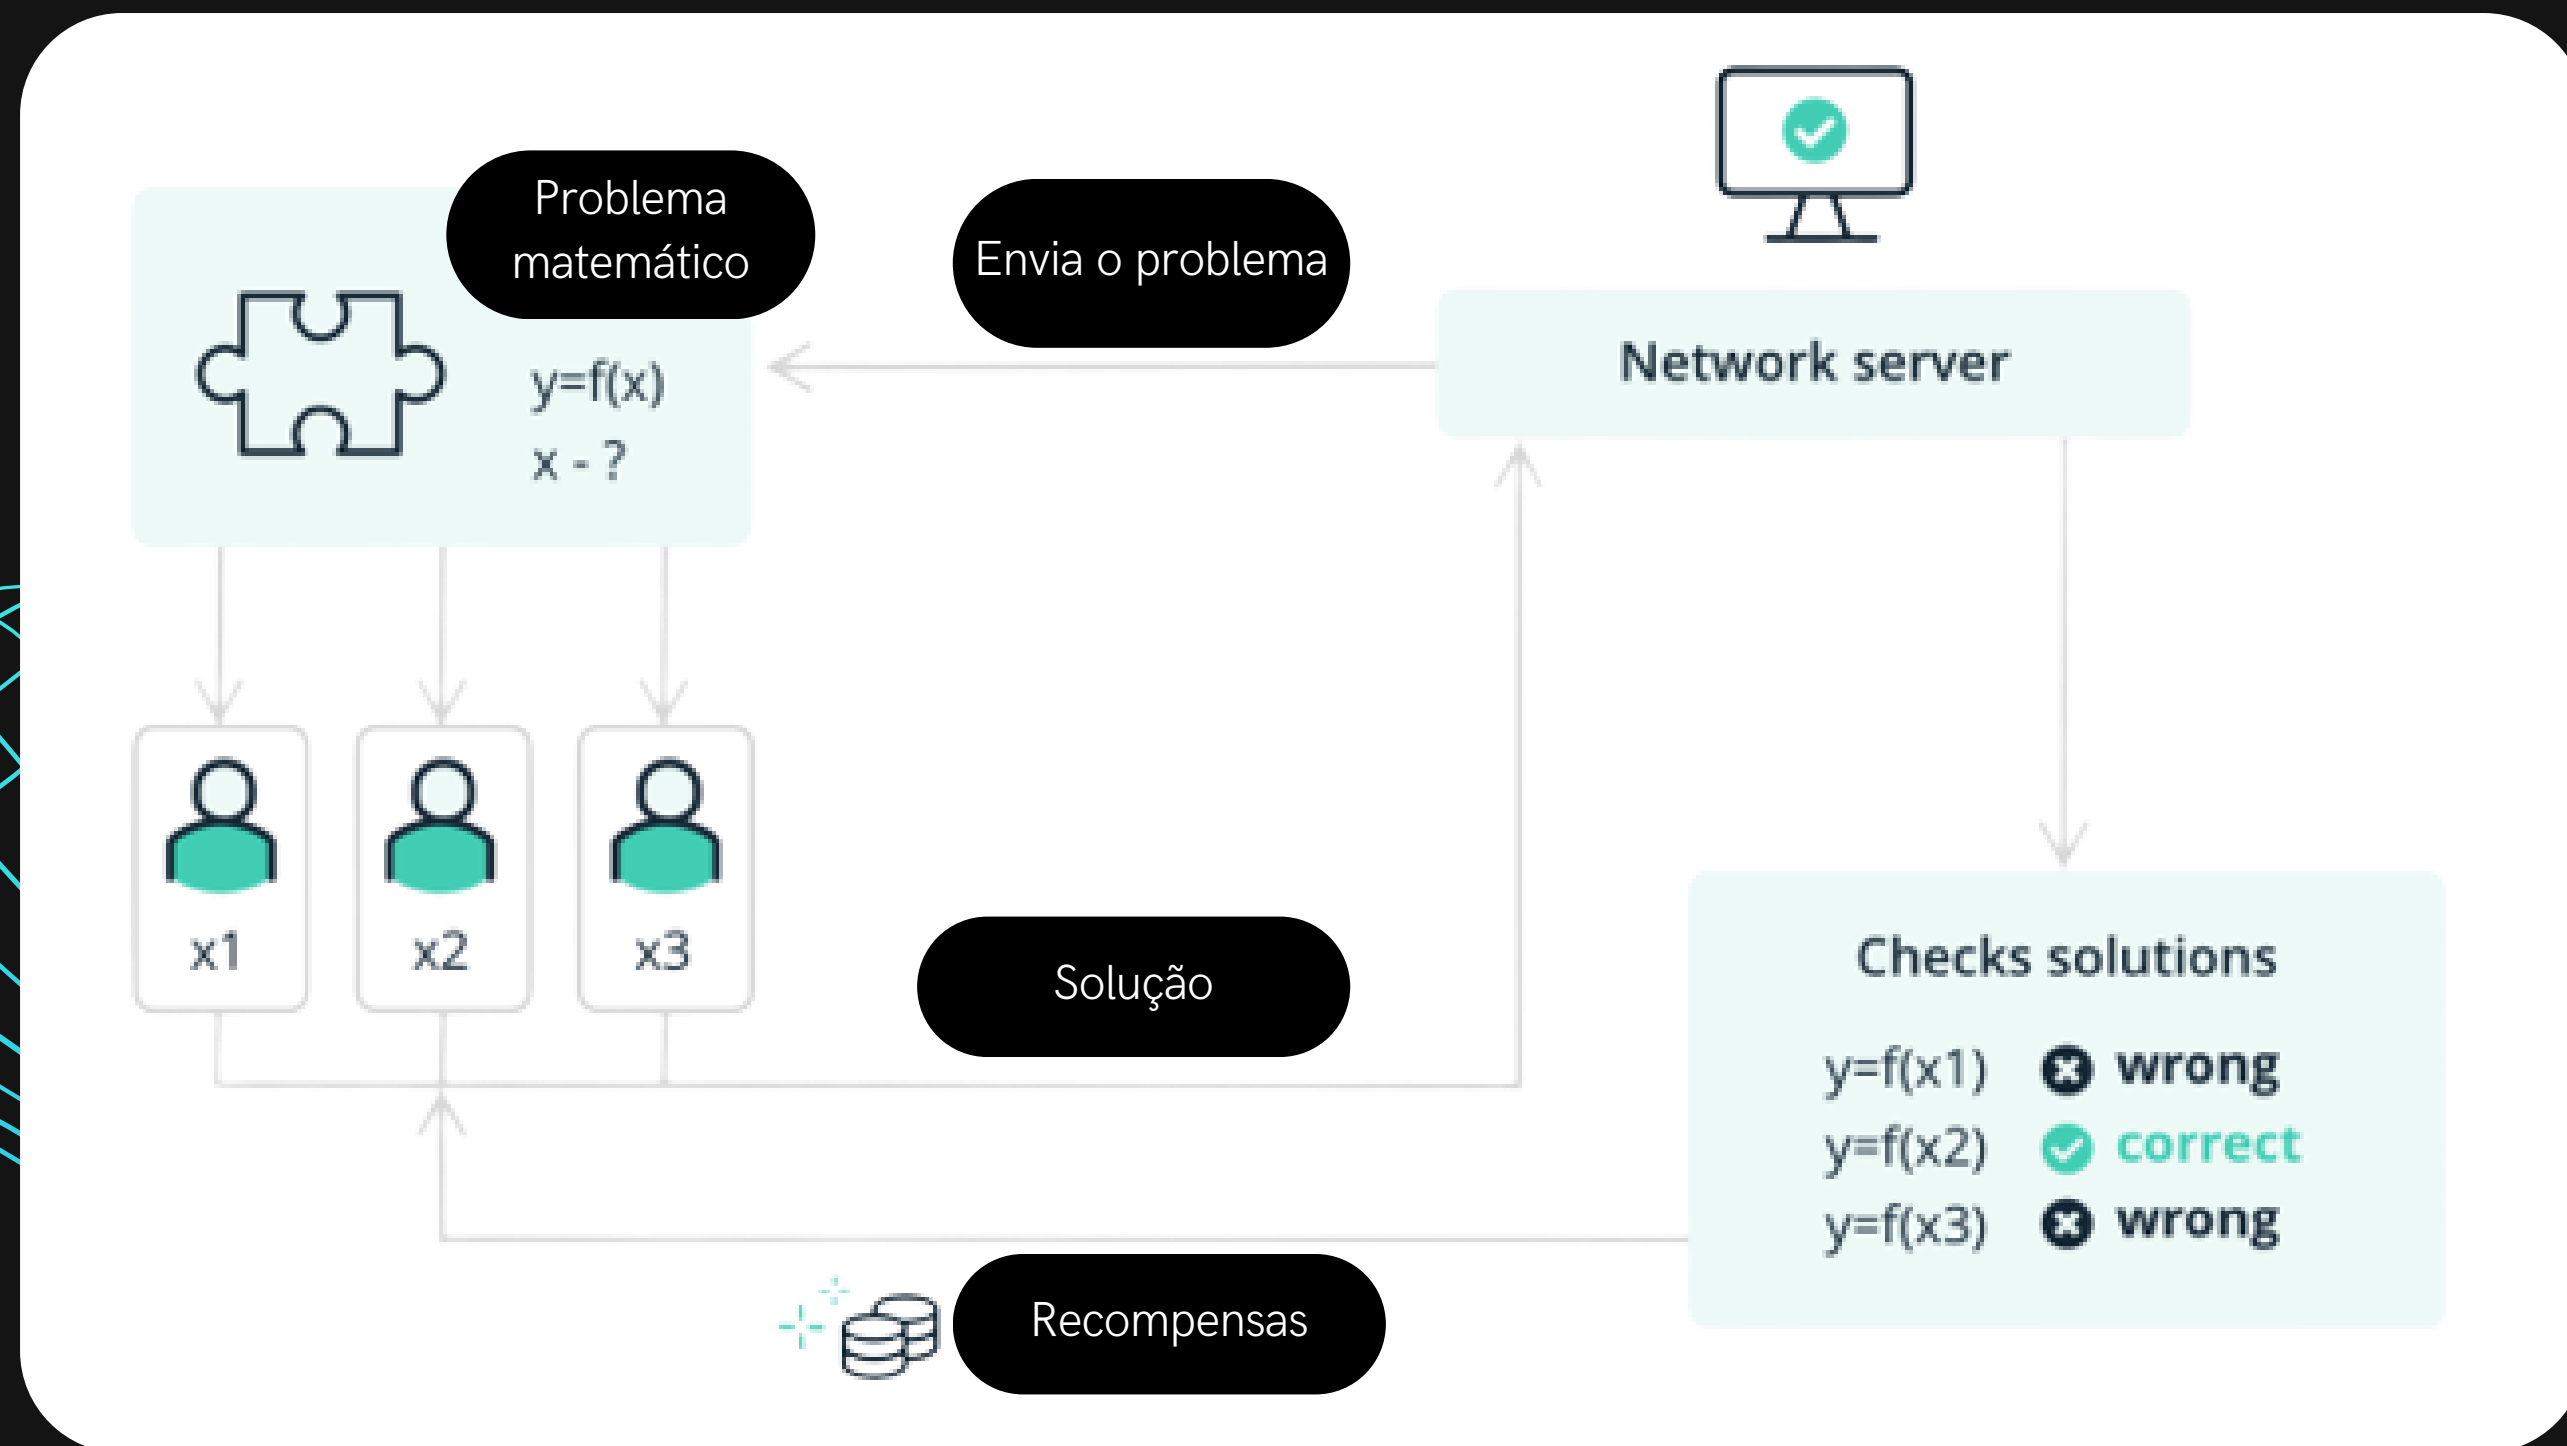 Problema
matemático
y=f(x)
x - ?
Envia o problema
Network server
x1
x2
x3
Solução
Checks solutions
y=f(x1) wrong
y=f(x2) correct
y=f(x3) wrong
Recompensas